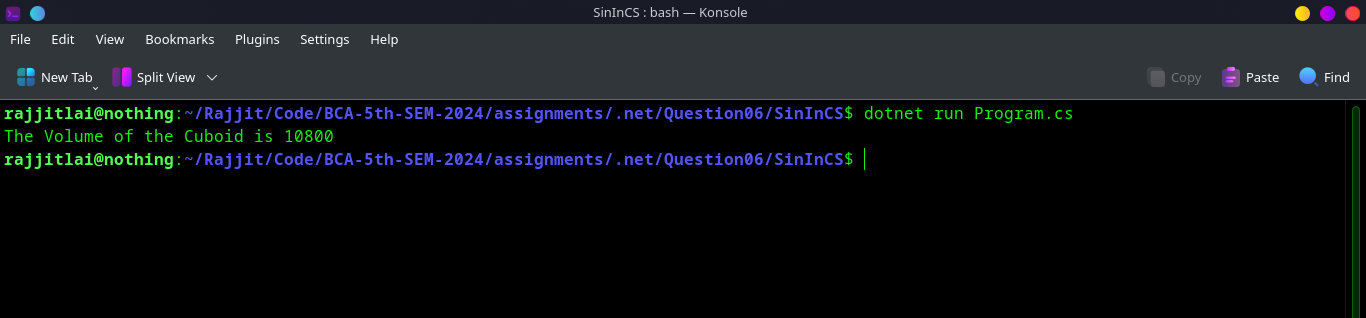 SinInCS : bash — Konsole
File Edit View Bookmarks Plugins Settings Help
New Tab Split View Copy Paste Find
rajjitlai@nothing:~/Rajjit/Code/BCA-5th-SEM-2024/assignments/.net/Question06/SinInCS$ dotnet run Program.cs
The Volume of the Cuboid is 10800
rajjitlai@nothing:~/Rajjit/Code/BCA-5th-SEM-2024/assignments/.net/Question06/SinInCS$